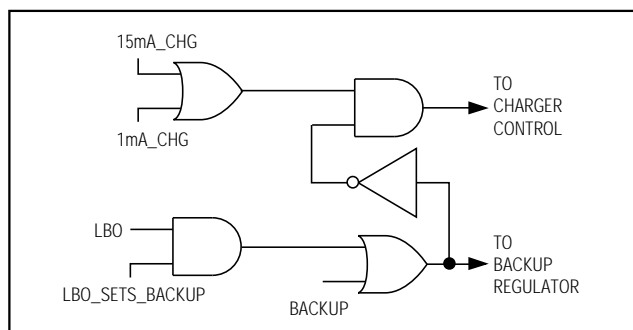 15mA_CHG
1mA_CHG
TO
CHARGER
CONTROL
LBO
LBO_SETS_BACKUP
BACKUP
TO
BACKUP
REGULATOR